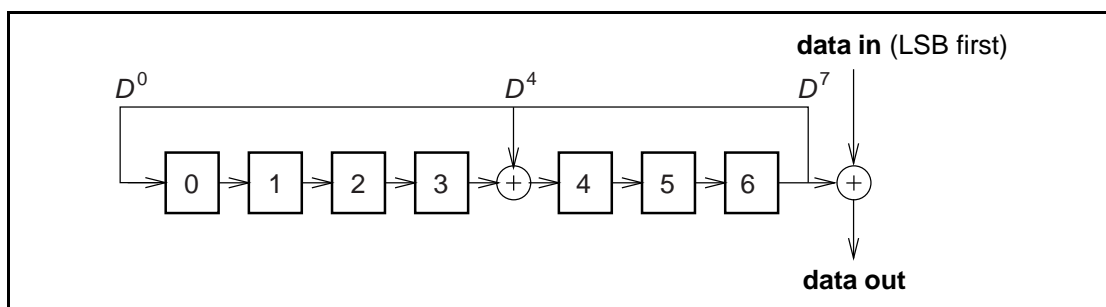 data in (LSB first)
D⁰ D⁴ D⁷
0 1 2 3 + 4 5 6 +
data out